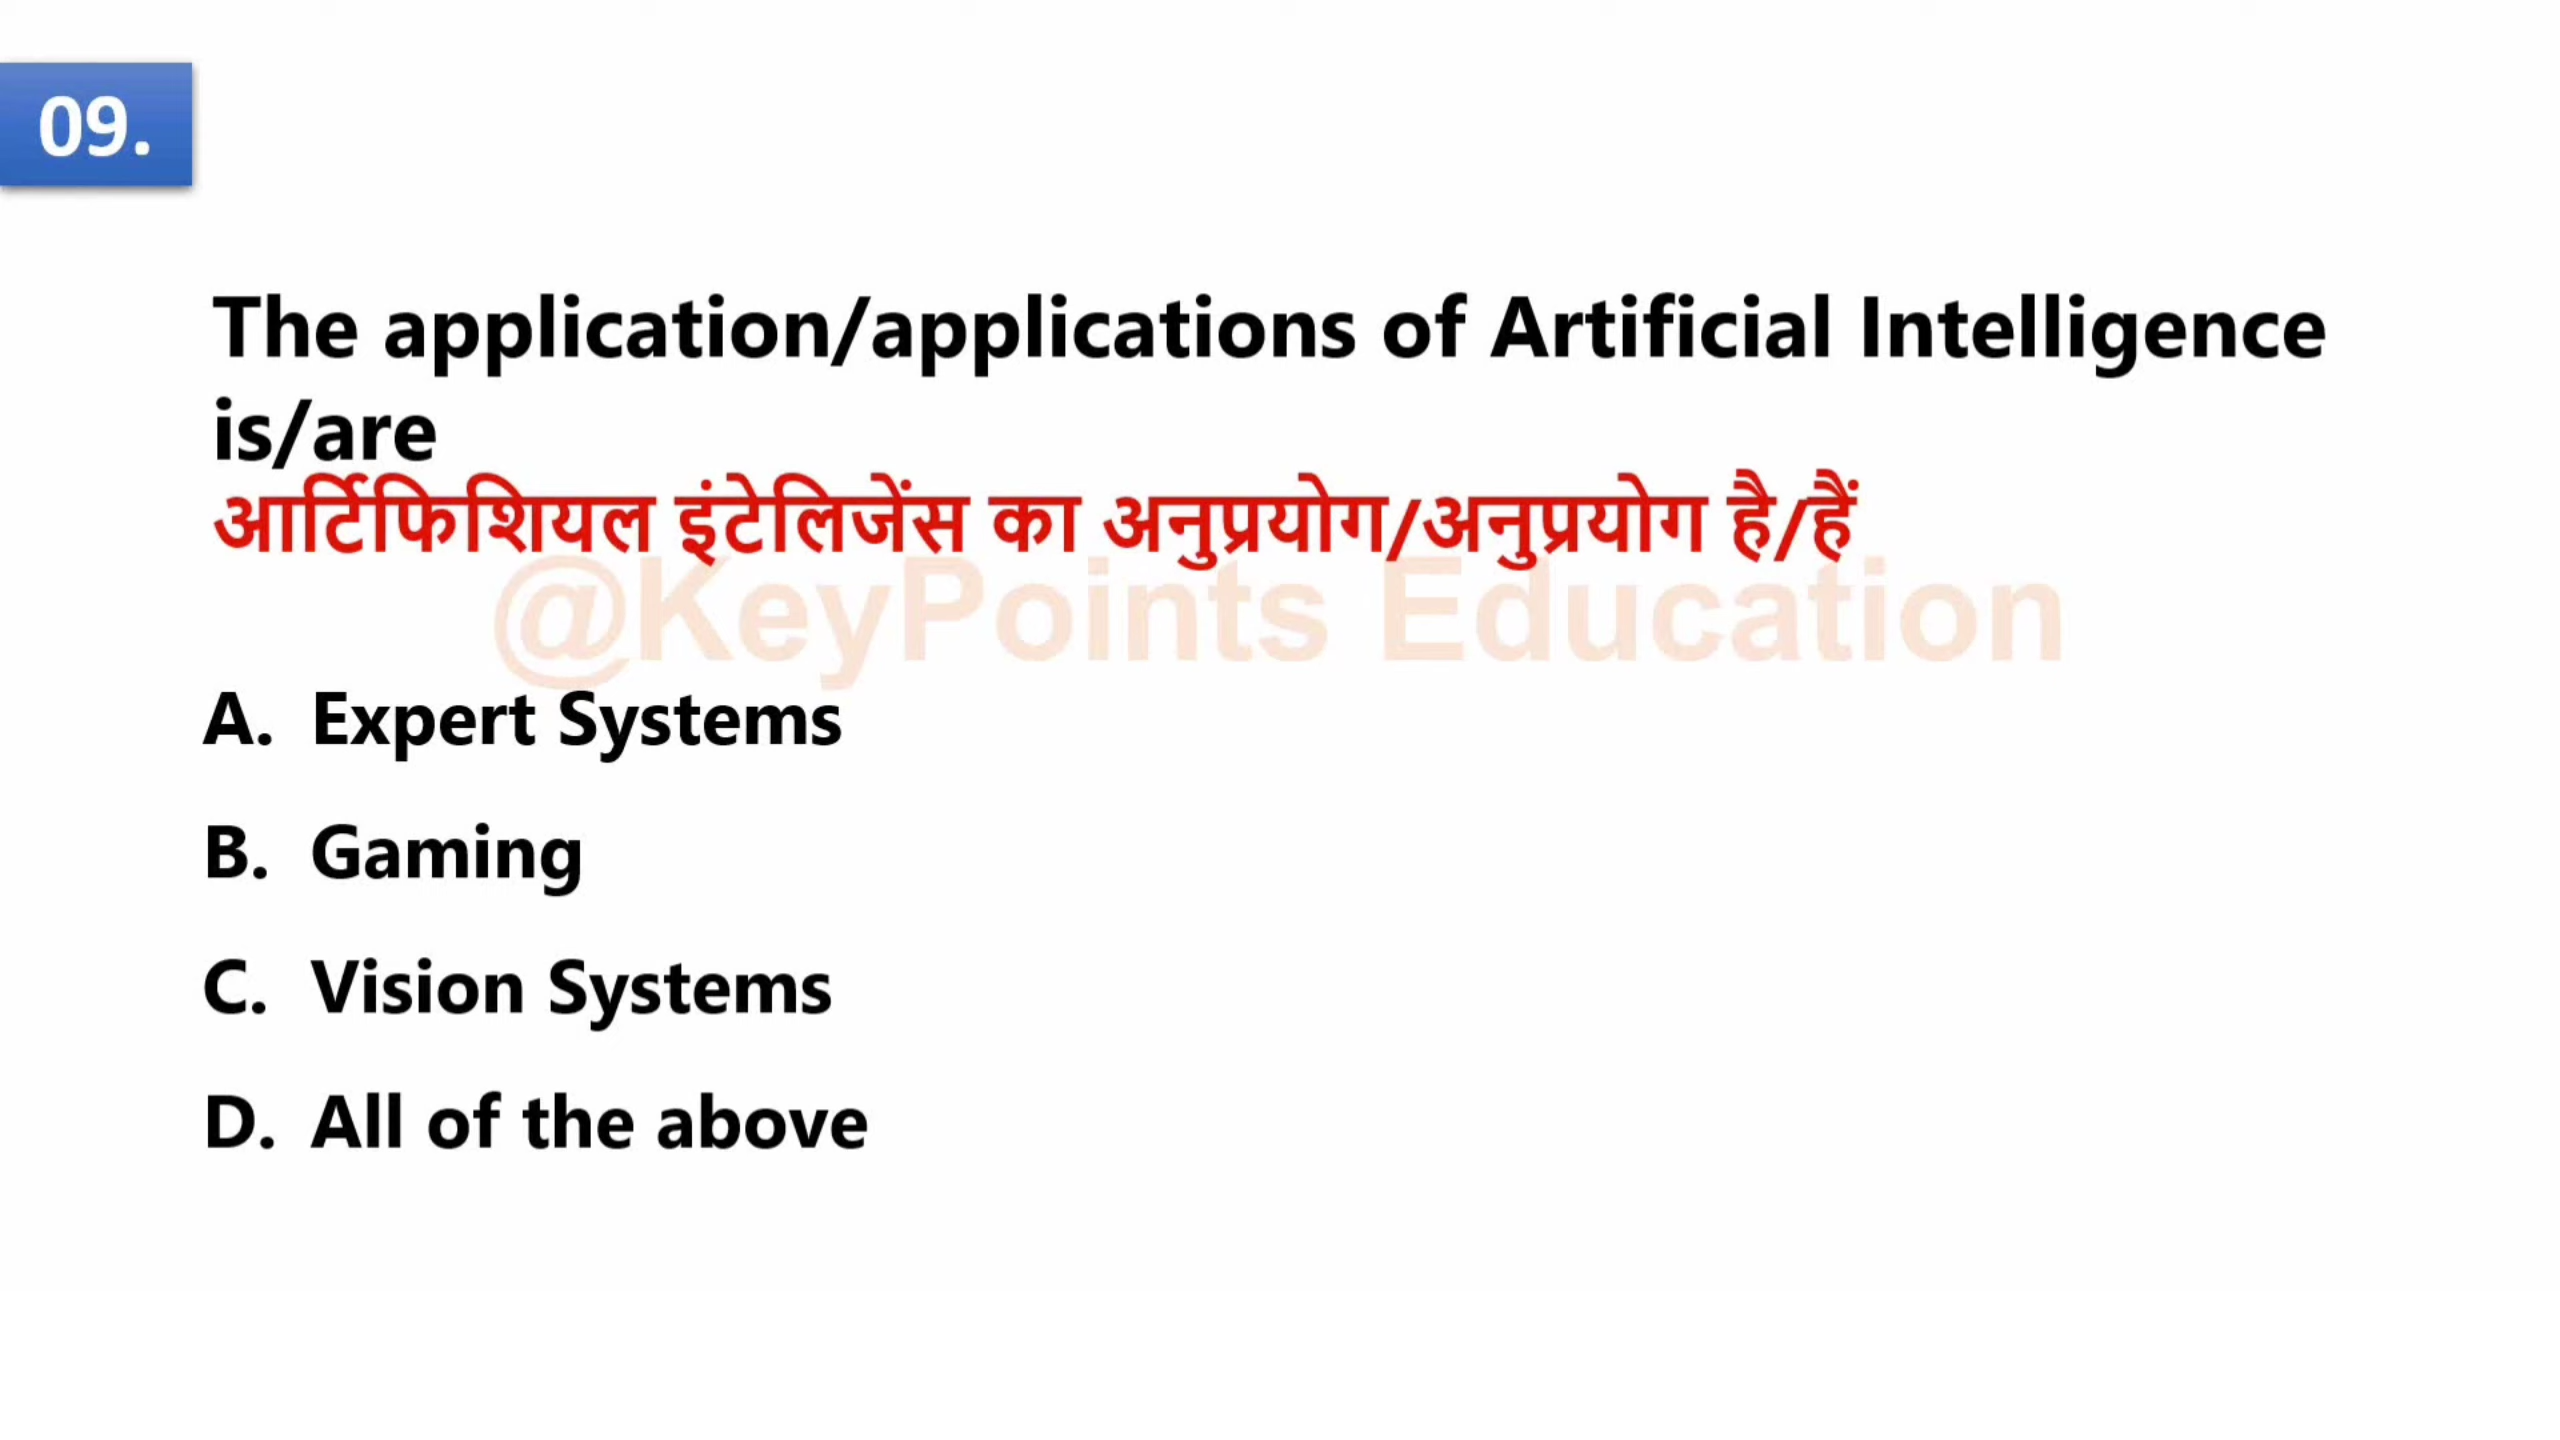 09.
The application/applications of Artificial Intelligence
is/are
आर्टिफिशियल इंटेलिजेंस का अनुप्रयोग/अनुप्रयोग है/हैं
@KeyPoints Education
A. Expert Systems
B. Gaming
C. Vision Systems
D. All of the above